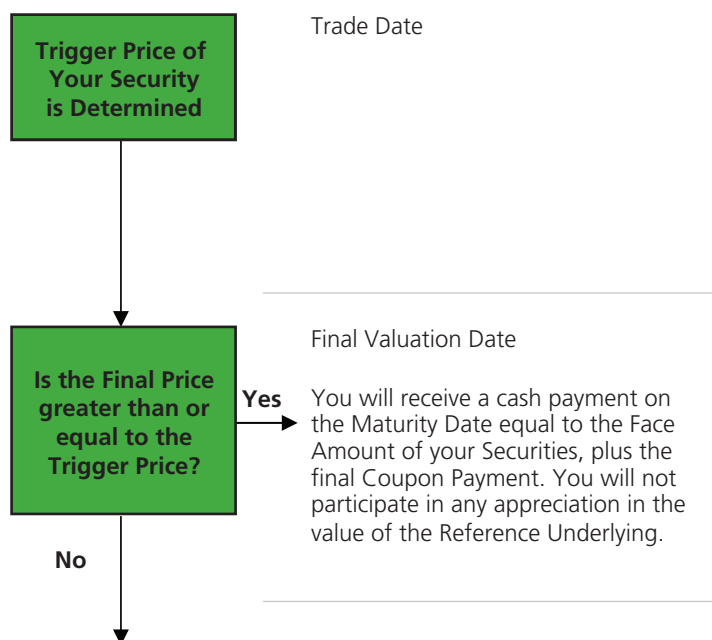 Trigger Price of
Your Security
is Determined
Trade Date
Is the Final Price
greater than or
equal to the
Trigger Price?
Yes
Final Valuation Date
You will receive a cash payment on
the Maturity Date equal to the Face
Amount of your Securities, plus the
final Coupon Payment. You will not
participate in any appreciation in the
value of the Reference Underlying.
No